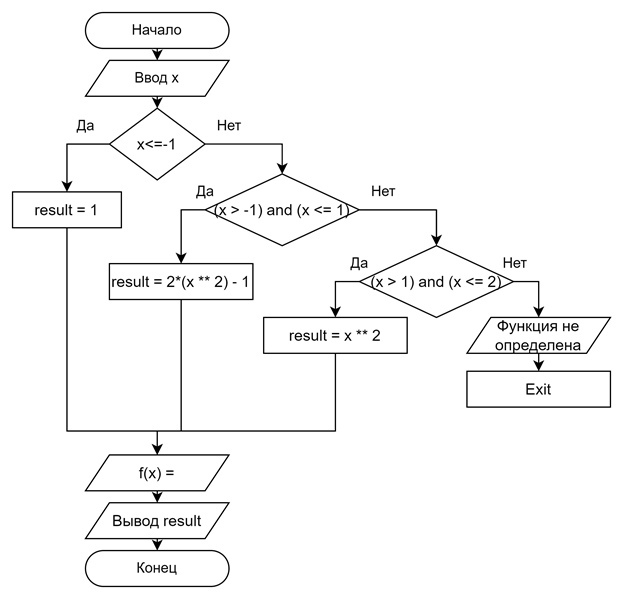 Начало
Ввод x
Да
x<=-1
Нет
result = 1
Да
(x > -1) and (x <= 1)
Нет
result = 2*(x ** 2) - 1
Да
(x > 1) and (x <= 2)
Нет
result = x ** 2
Функция не
определена
Exit
f(x) =
Вывод result
Конец